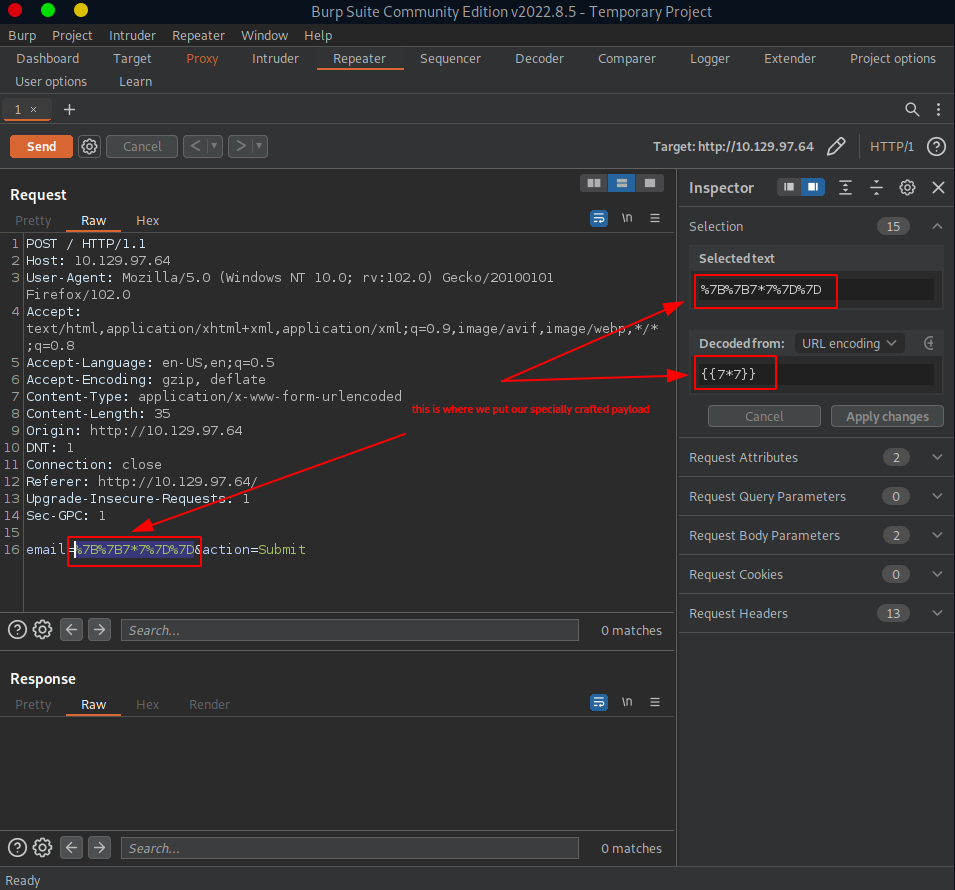 Burp Suite Community Edition v2022.8.5 - Temporary Project
Burp Project Intruder Repeater Window Help
Dashboard Target Proxy Intruder Repeater Sequencer Decoder Comparer Logger Extender Project options
User options Learn
1 × +
Send Cancel < > Target: http://10.129.97.64 HTTP/1 ?
Request
Pretty Raw Hex \n
1 POST / HTTP/1.1
2 Host: 10.129.97.64
3 User-Agent: Mozilla/5.0 (Windows NT 10.0; rv:102.0) Gecko/20100101
Firefox/102.0
4 Accept:
text/html,application/xhtml+xml,application/xml;q=0.9,image/avif,image/webp,*/*
;q=0.8
5 Accept-Language: en-US,en;q=0.5
6 Accept-Encoding: gzip, deflate
7 Content-Type: application/x-www-form-urlencoded
8 Content-Length: 35
9 Origin: http://10.129.97.64
10 DNT: 1
11 Connection: close
12 Referer: http://10.129.97.64/
13 Upgrade-Insecure-Requests: 1
14 Sec-GPC: 1
15
16 email=%7B%7B7*7%7D%7D&action=Submit
this is where we put our specially crafted payload
? Search... 0 matches
Response
Pretty Raw Hex Render \n
? Search... 0 matches
Inspector
Selection 15
Selected text
%7B%7B7*7%7D%7D
Decoded from: URL encoding
{{7*7}}
Cancel Apply changes
Request Attributes 2
Request Query Parameters 0
Request Body Parameters 2
Request Cookies 0
Request Headers 13
Ready